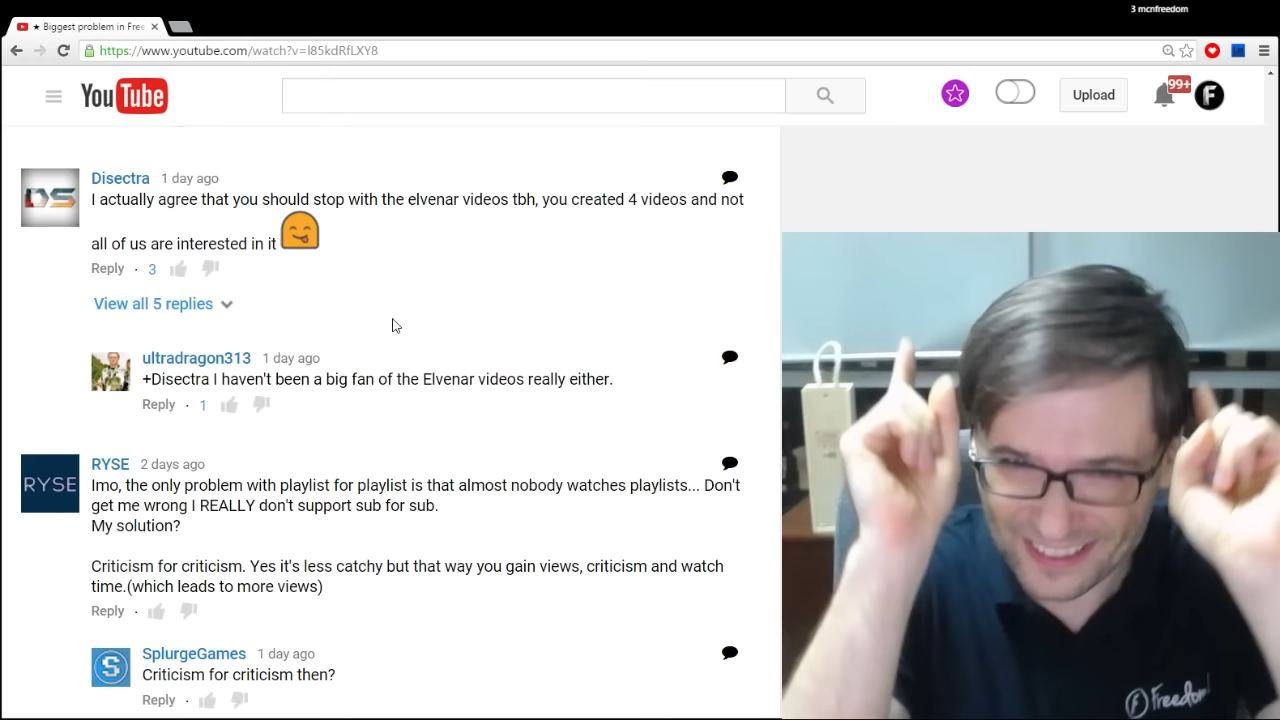 3 mcnfreedom
★ Biggest problem in Free
https://www.youtube.com/watch?v=l85kdRfLXY8
YouTube
Upload
99+
F
Disectra 1 day ago
I actually agree that you should stop with the elvenar videos tbh, you created 4 videos and not
all of us are interested in it
Reply · 3
View all 5 replies
ultradragon313 1 day ago
+Disectra I haven't been a big fan of the Elvenar videos really either.
Reply · 1
RYSE 2 days ago
RYSE
Imo, the only problem with playlist for playlist is that almost nobody watches playlists... Don't
get me wrong I REALLY don't support sub for sub.
My solution?
Criticism for criticism. Yes it's less catchy but that way you gain views, criticism and watch
time.(which leads to more views)
Reply ·
SplurgeGames 1 day ago
S
Criticism for criticism then?
Reply ·
F Freedom!
DS